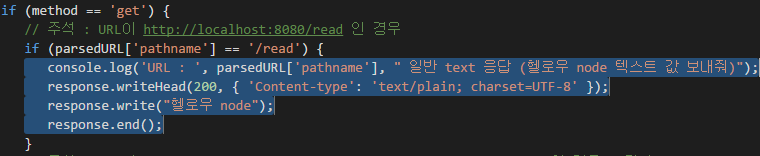 if (method == 'get') {
// 주석 : URL이 http://localhost:8080/read 인 경우
if (parsedURL['pathname'] == '/read') {
console.log('URL : ', parsedURL['pathname'], " 일반 text 응답 (헬로우 node 텍스트 값 보내줘)");
response.writeHead(200, { 'Content-type': 'text/plain; charset=UTF-8' });
response.write("헬로우 node");
response.end();
}